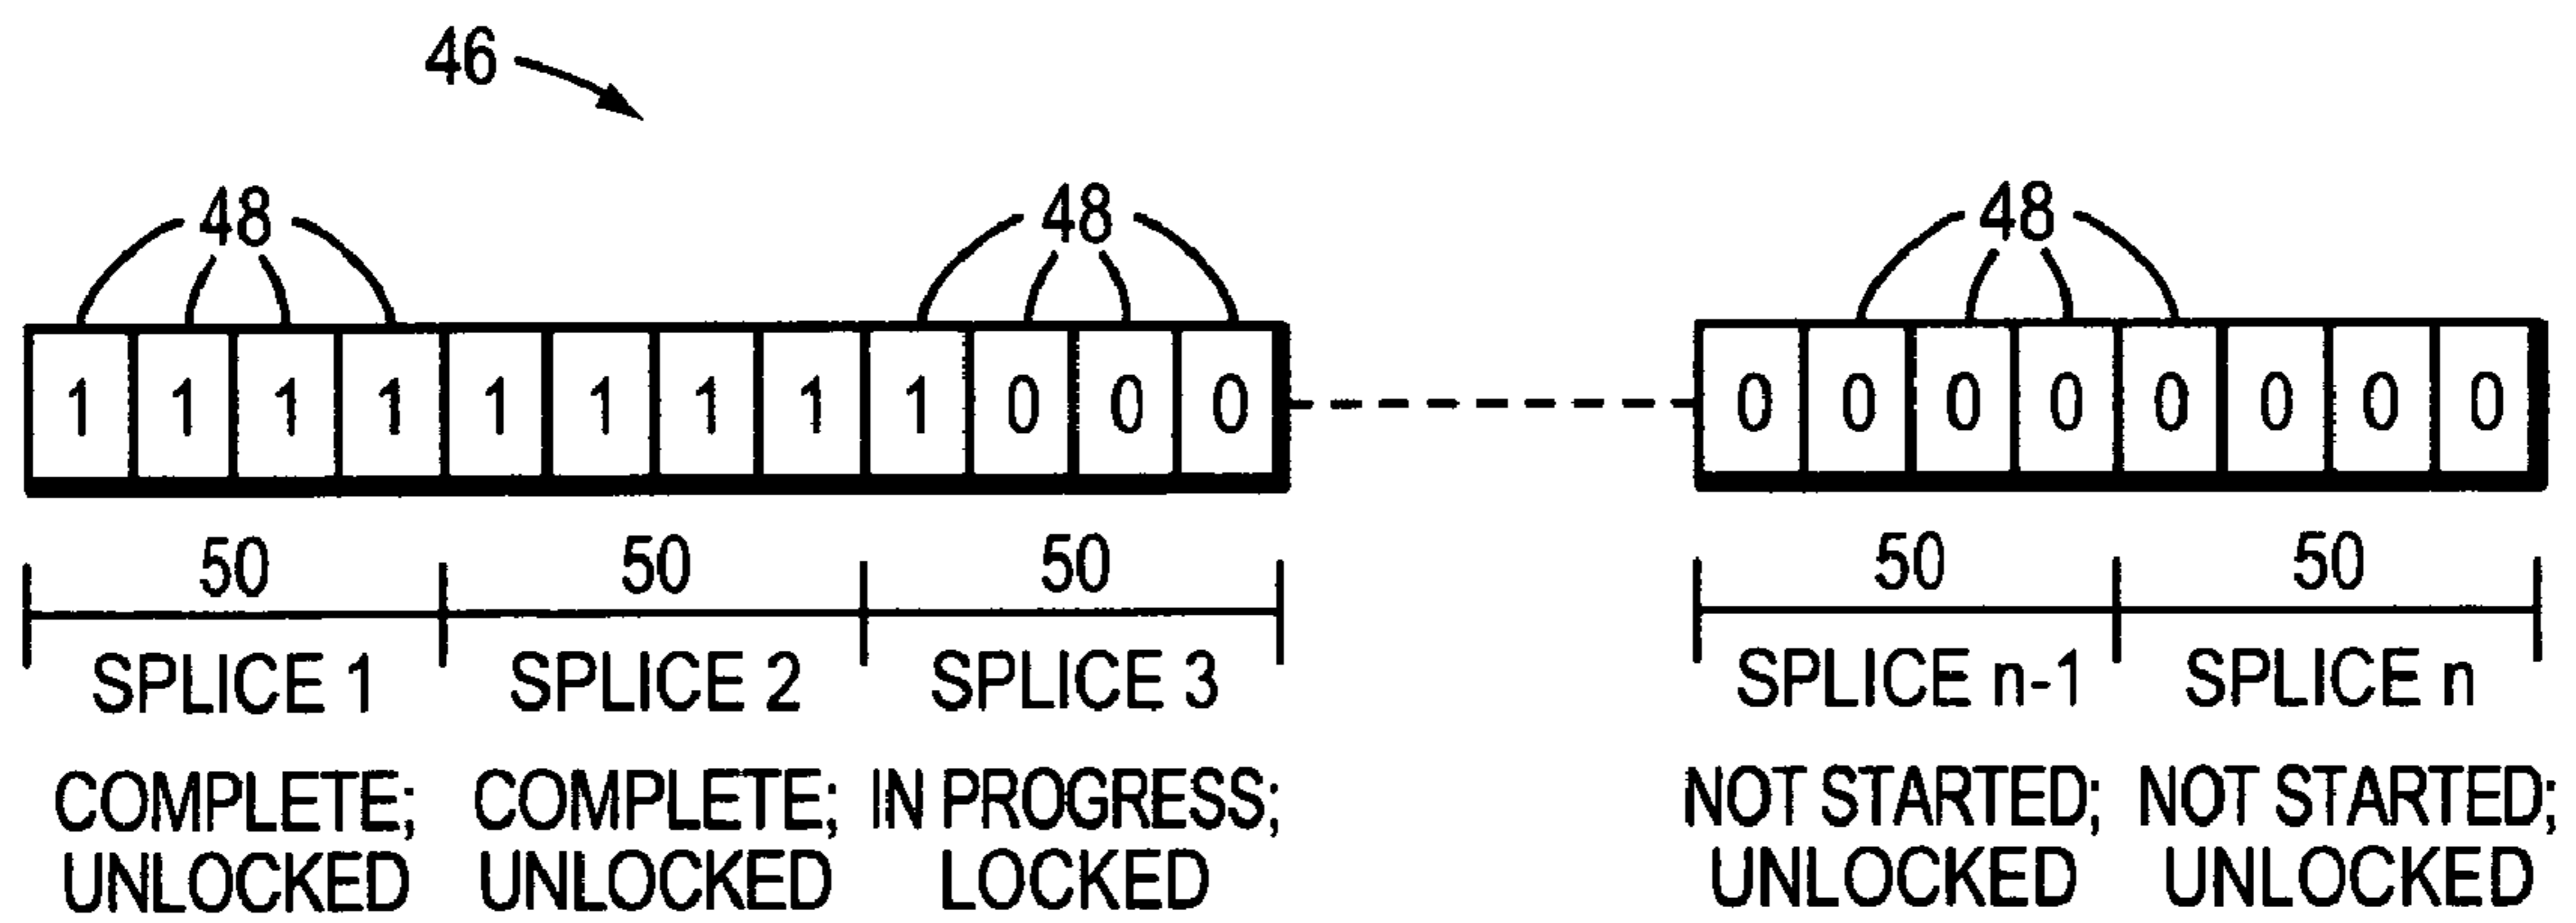 46
48 48 48
1 1 1 1 1 1 1 1 1 0 0 0 0 0 0 0 0 0 0 0
50 50 50 50 50
SPLICE 1 SPLICE 2 SPLICE 3 SPLICE n-1 SPLICE n
COMPLETE; COMPLETE; IN PROGRESS; NOT STARTED; NOT STARTED;
UNLOCKED UNLOCKED LOCKED UNLOCKED UNLOCKED